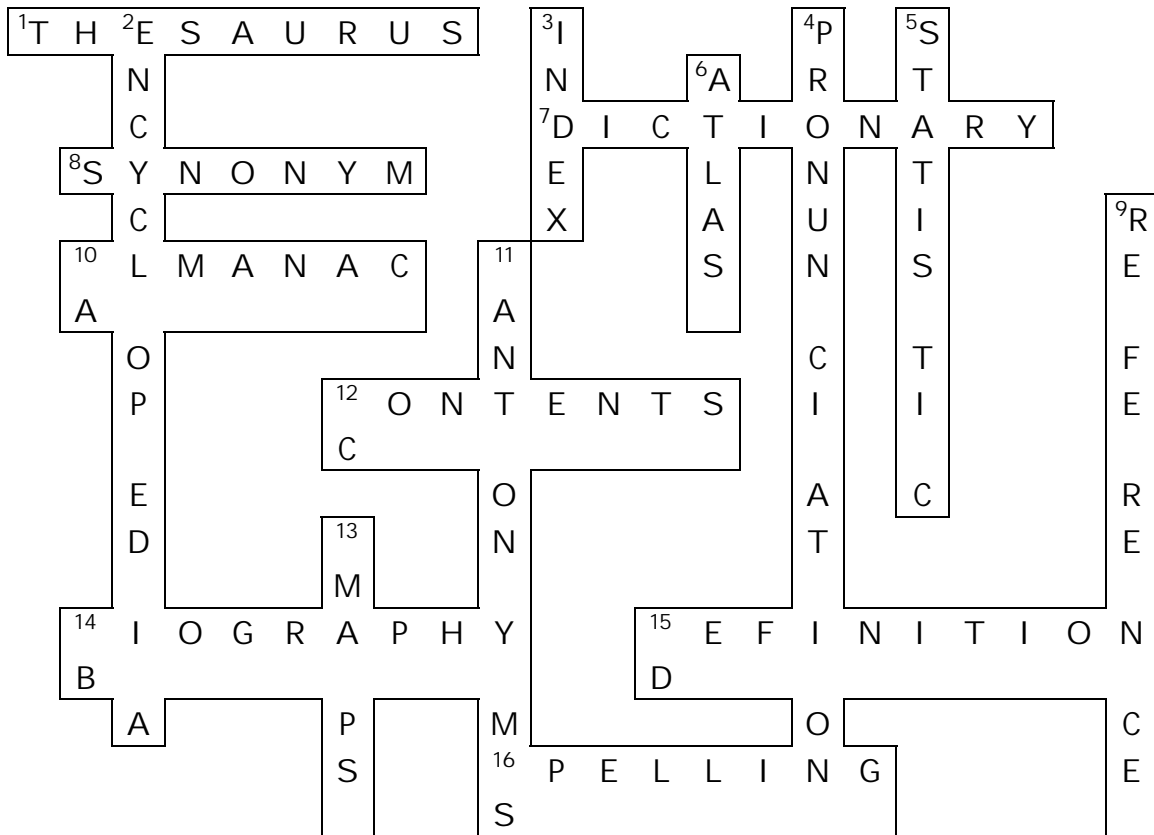 1T H 2E S A U R U S 3I 4P 5S
N N 6A R T
C 7D I C T I O N A R Y
8S Y N O N Y M E L N T
C X A U I 9R
10 L M A N A C 11 S N S E
A A
O N C T F
P 12 O N T E N T S I I E
C
E O A C R
D 13 N T E
M
14 I O G R A P H Y 15 E F I N I T I O N
B D
A P M O C
S 16 P E L L I N G E
S